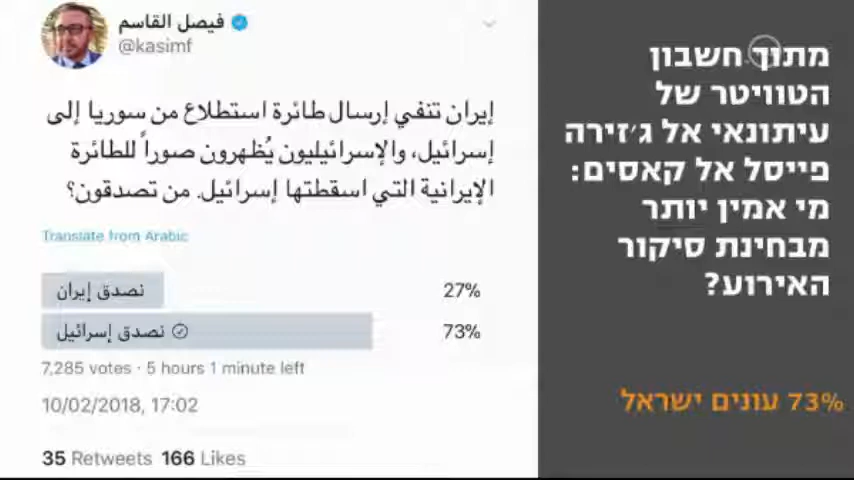 فيصل القاسم
@kasimf
إيران تنفي إرسال طائرة استطلاع من سوريا إلى
إسرائيل، والإسرائيليون يُظهرون صوراً للطائرة
الإيرانية التي اسقطتها إسرائيل. من تصدقون؟
Translate from Arabic
نصدق إيران 27%
نصدق إسرائيل 73%
7,285 votes · 5 hours 1 minute left
10/02/2018, 17:02
35 Retweets 166 Likes
מתוך חשבון
הטוויטר של
עיתונאי אל ג׳זירה
פייסל אל קאסים:
מי אמין יותר
מבחינת סיקור
האירוע?
73% עונים ישראל